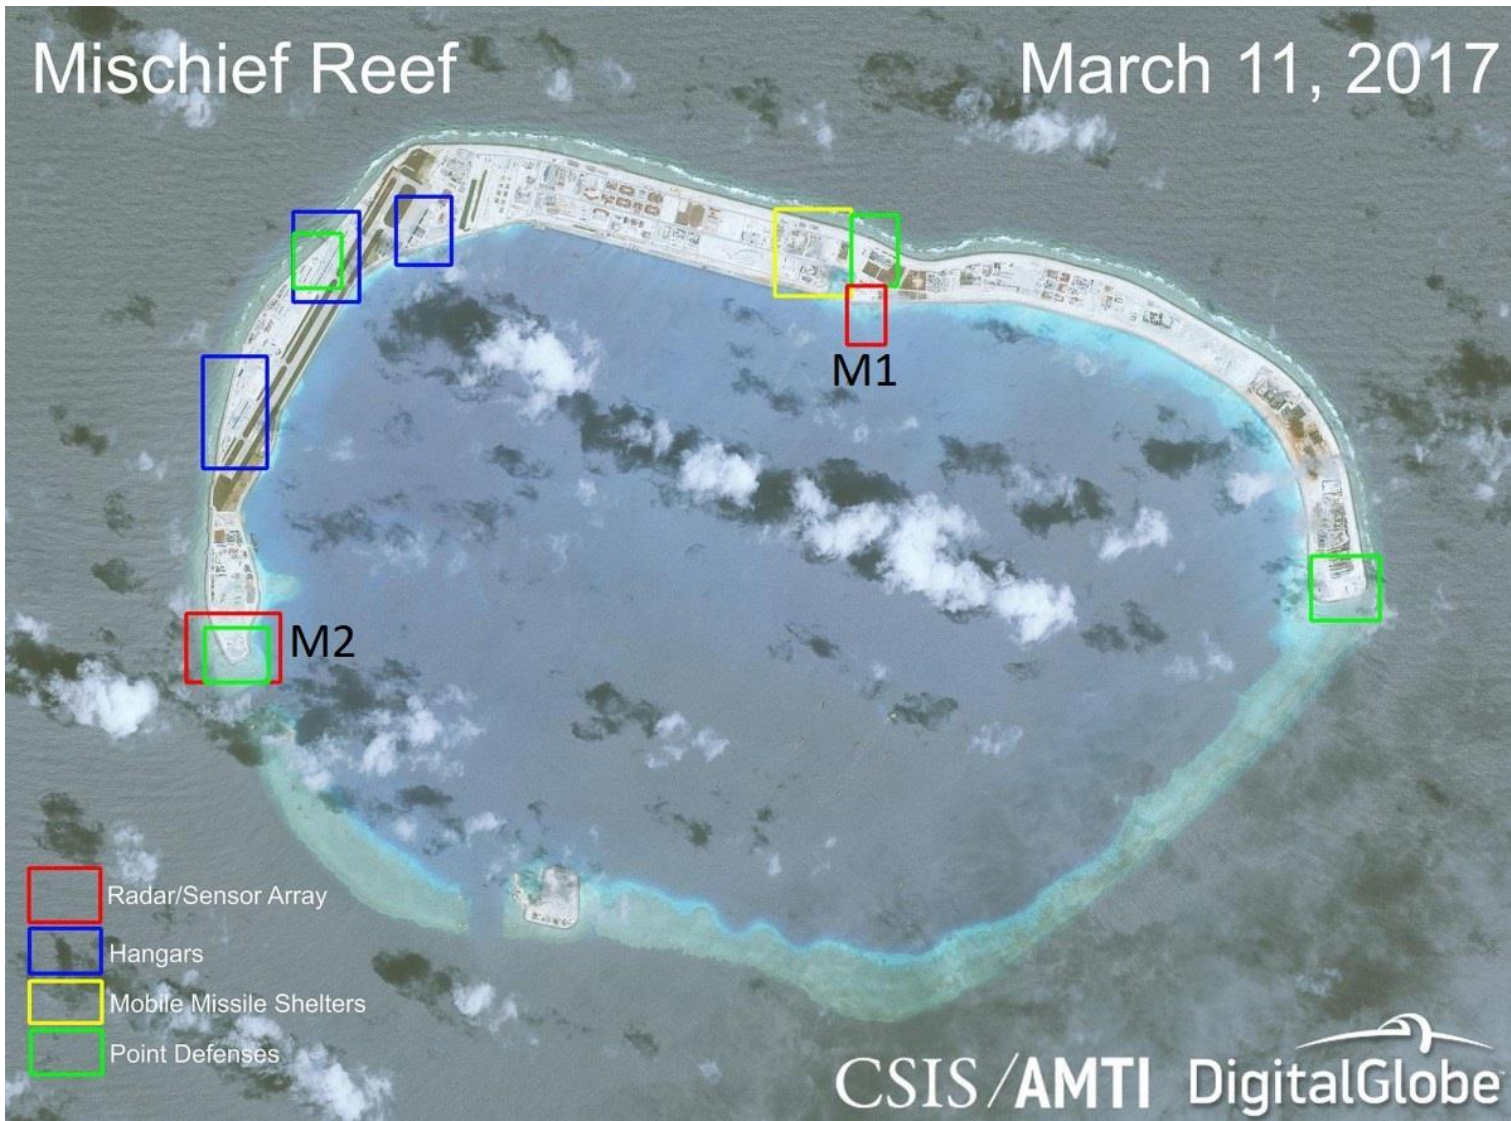 Mischief Reef
March 11, 2017
M1
M2
Radar/Sensor Array
Hangars
Mobile Missile Shelters
Point Defenses
CSIS/AMTI DigitalGlobe